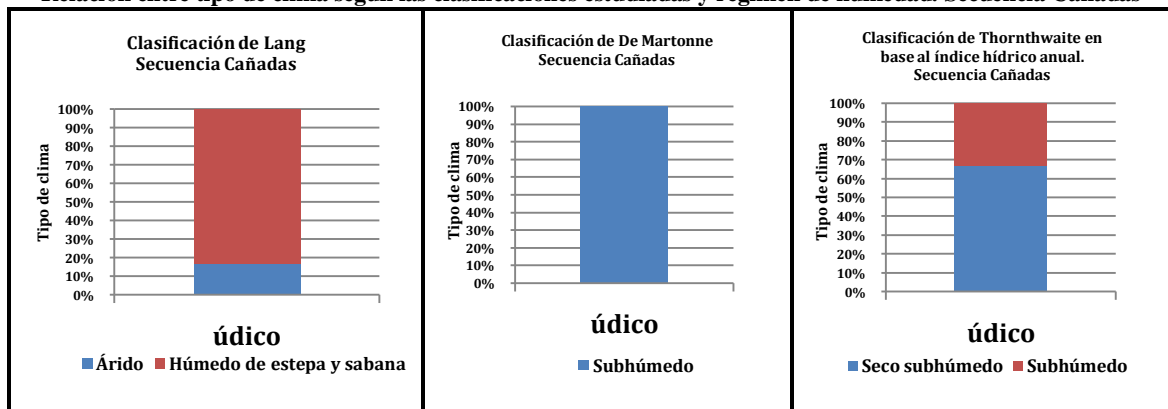 Relación entre tipo de clima según las clasificaciones estudiadas y régimen de humedad. Secuencia Cañadas
Clasificación de Lang
Secuencia Cañadas
Tipo de clima
100%
90%
80%
70%
60%
50%
40%
30%
20%
10%
0%
údico
Árido Húmedo de estepa y sabana
Clasificación de De Martonne
Secuencia Cañadas
Tipo de clima
100%
90%
80%
70%
60%
50%
40%
30%
20%
10%
0%
údico
Subhúmedo
Clasificación de Thornthwaite en
base al índice hídrico anual.
Secuencia Cañadas
Tipo de clima
100%
90%
80%
70%
60%
50%
40%
30%
20%
10%
0%
údico
Seco subhúmedo Subhúmedo